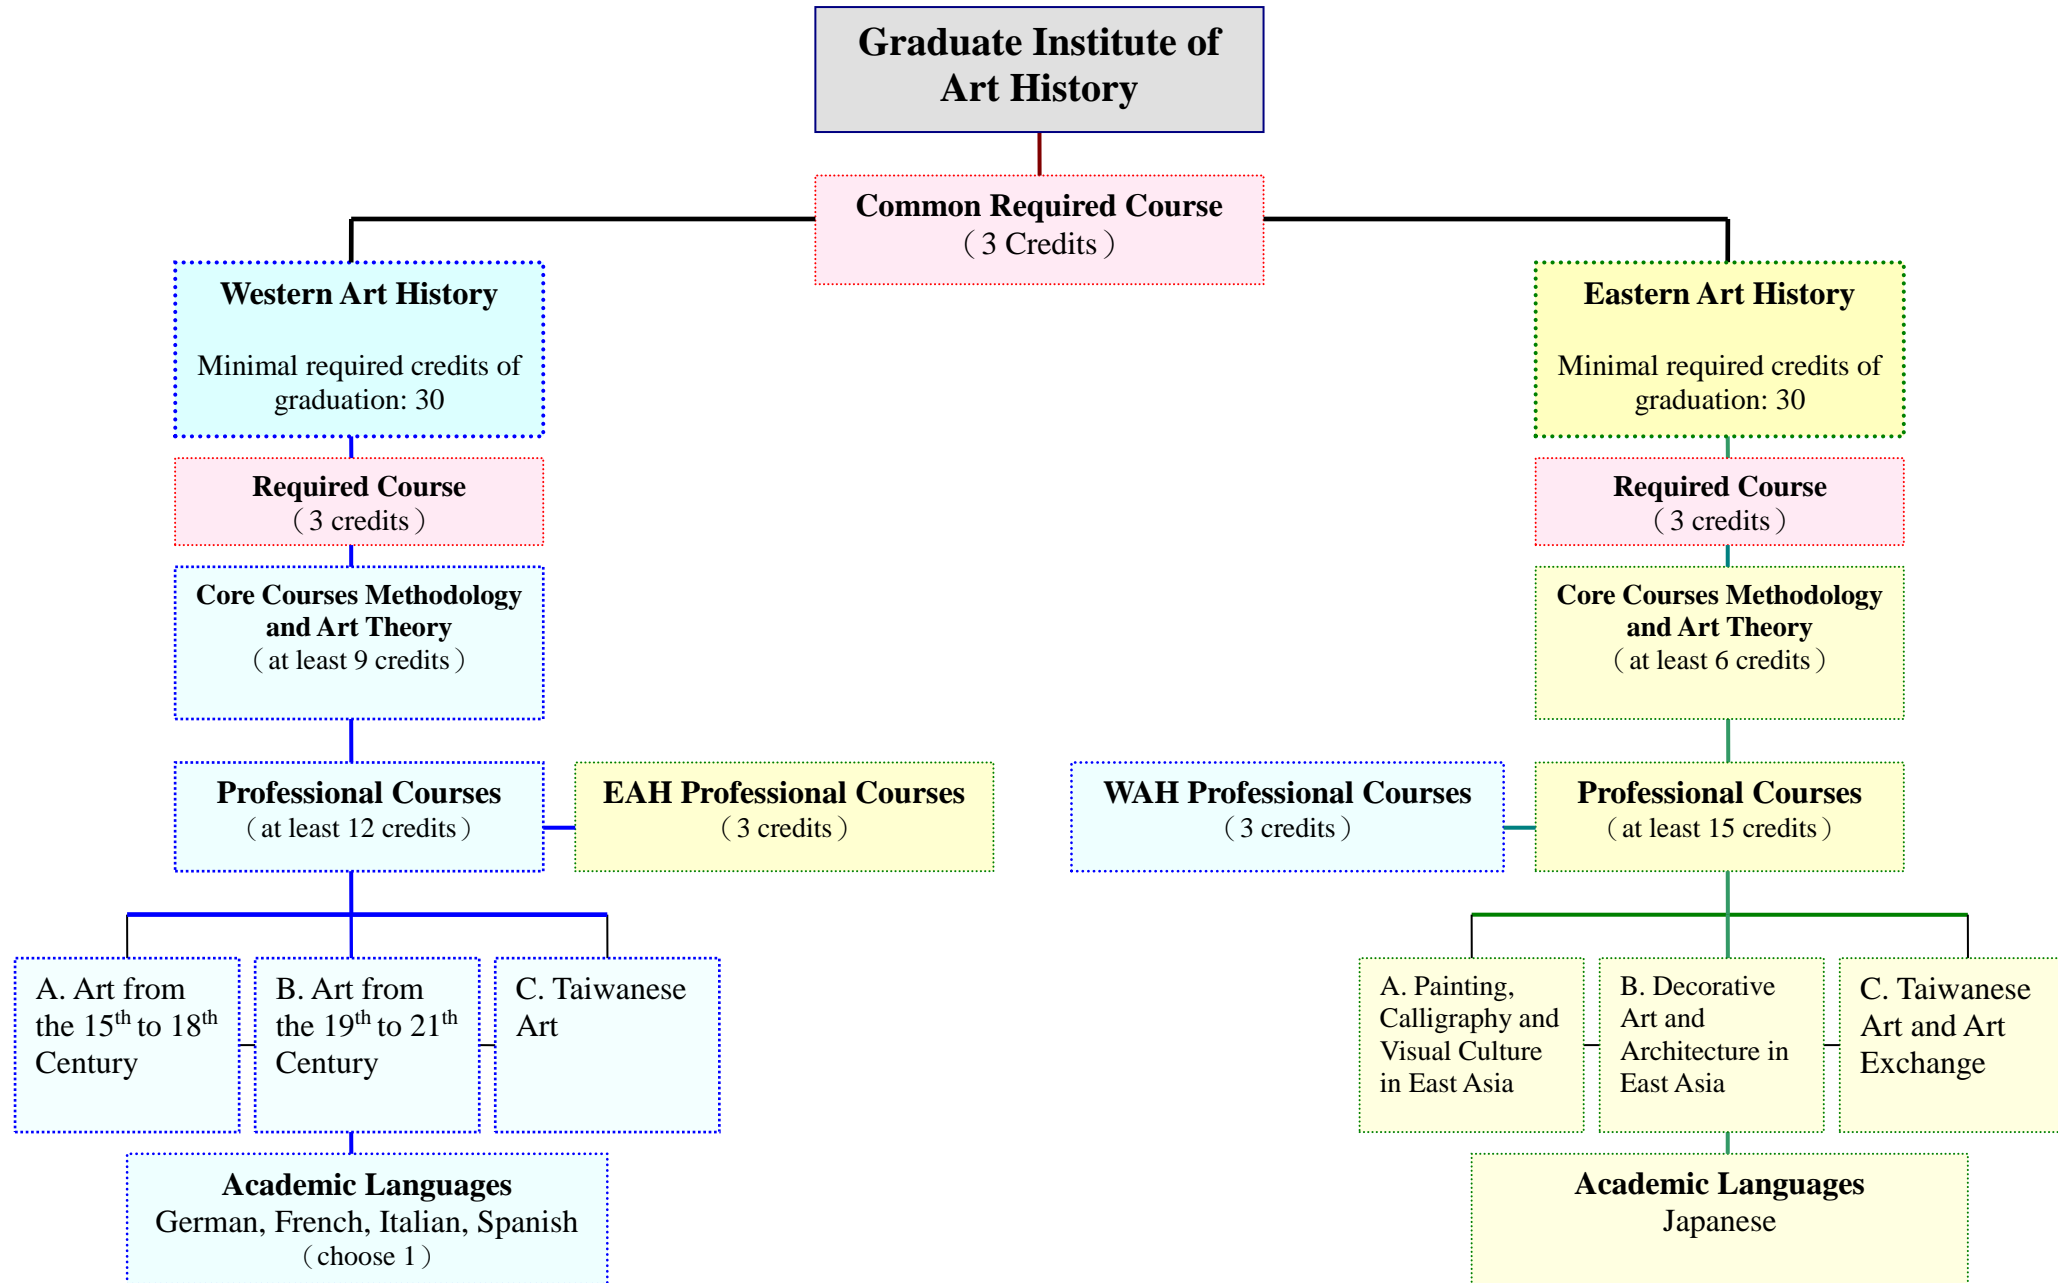 Graduate Institute of
Art History
Common Required Course
（3 Credits）
Western Art History
Minimal required credits of
graduation: 30
Required Course
（3 credits）
Core Courses Methodology
and Art Theory
（at least 9 credits）
Professional Courses
（at least 12 credits）
EAH Professional Courses
（3 credits）
A. Art from
the 15th to 18th
Century
B. Art from
the 19th to 21th
Century
C. Taiwanese
Art
Academic Languages
German, French, Italian, Spanish
（choose 1）
Eastern Art History
Minimal required credits of
graduation: 30
Required Course
（3 credits）
Core Courses Methodology
and Art Theory
（at least 6 credits）
WAH Professional Courses
（3 credits）
Professional Courses
（at least 15 credits）
A. Painting,
Calligraphy and
Visual Culture
in East Asia
B. Decorative
Art and
Architecture in
East Asia
C. Taiwanese
Art and Art
Exchange
Academic Languages
Japanese